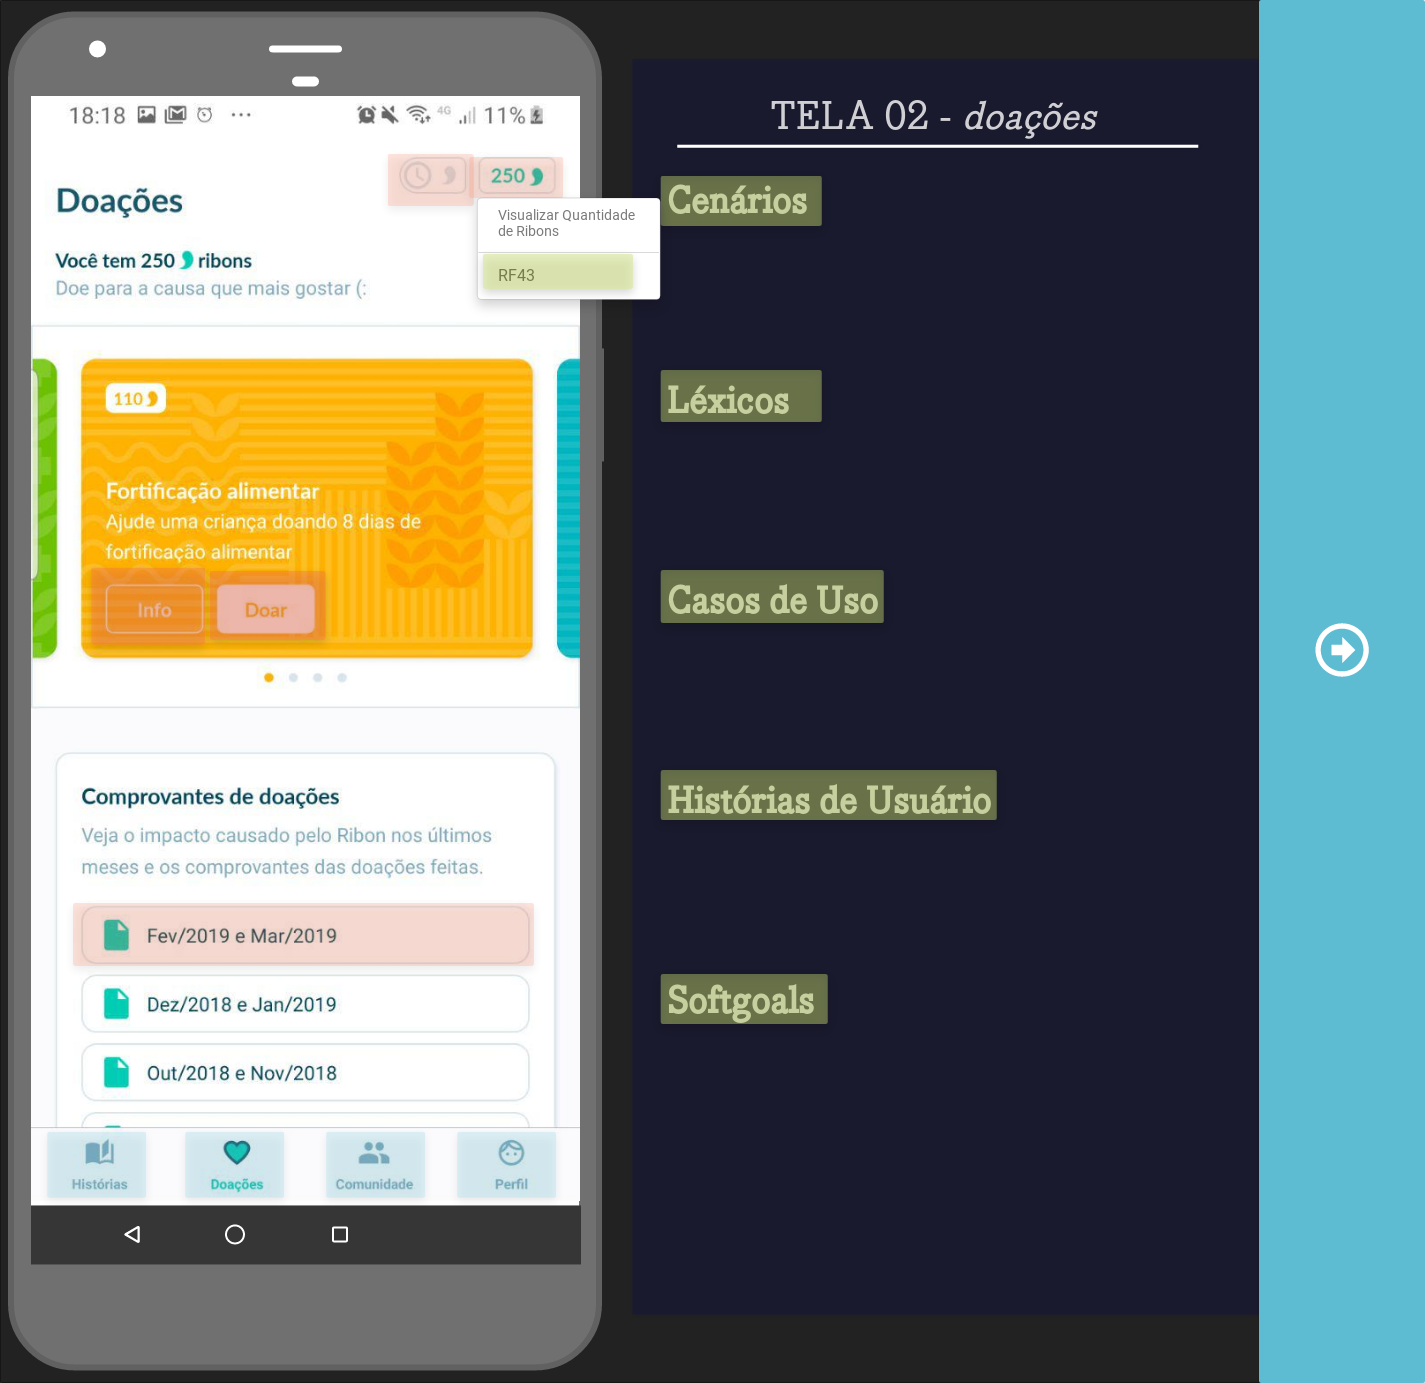 18:18
4G
11%
250
Doações
Visualizar Quantidade
de Ribons
RF43
Você tem 250 ribons
Doe para a causa que mais gostar (:
110
Fortificação alimentar
Ajude uma criança doando 8 dias de
fortificação alimentar
Info
Doar
Comprovantes de doações
Veja o impacto causado pelo Ribon nos últimos
meses e os comprovantes das doações feitas.
Fev/2019 e Mar/2019
Dez/2018 e Jan/2019
Out/2018 e Nov/2018
Histórias
Doações
Comunidade
Perfil
TELA 02 - doações
Cenários
Léxicos
Casos de Uso
Histórias de Usuário
Softgoals